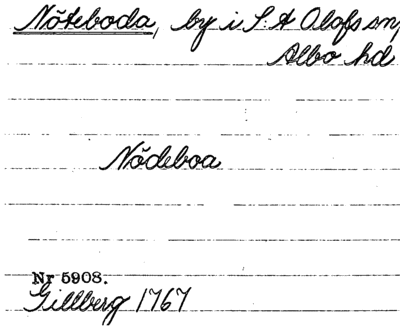 Nöteboda, by i S:t Olofs sn,
Albo hd
Nödeboa
Nr 5908.
Gillberg 1767